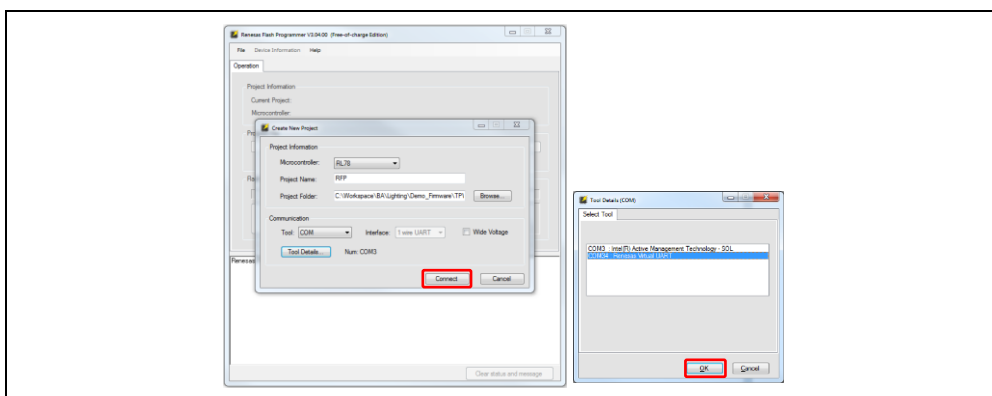 Renesas Flash Programmer V3.04.00 (Free-of-charge Edition)
File Device Information Help
Operation
Project Information
Current Project:
Microcontroller:
Create New Project
Project Information
Microcontroller: RL78
Project Name: RFP
Project Folder: C:\Workspace\BA\Lighting\Demo_Firmware\TP\ Browse...
Communication
Tool: COM Interface: 1 wire UART Wide Voltage
Tool Details... Num: COM3
Connect Cancel
Clear status and message
Tool Details (COM)
Select Tool
COM3 : Intel(R) Active Management Technology - SOL
COM34 : Renesas Virtual UART
OK Cancel